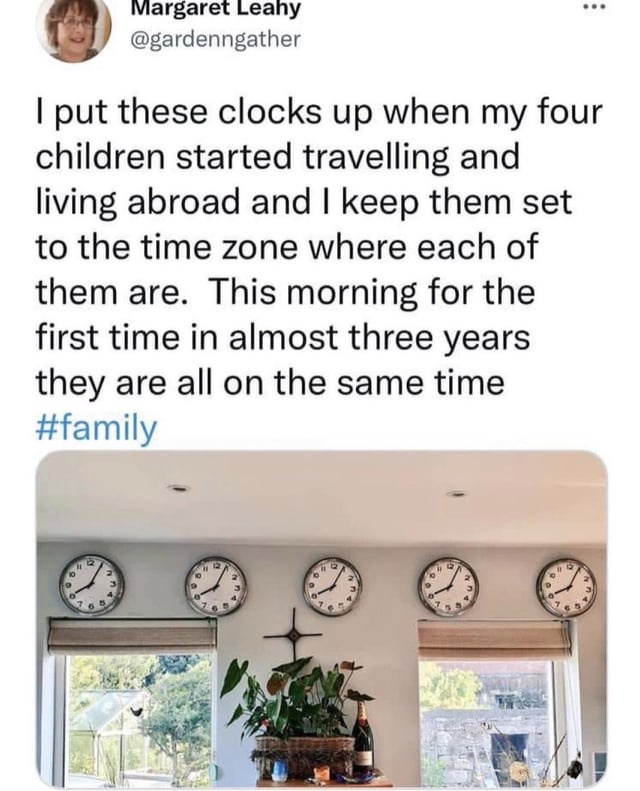 Margaret Leahy
@gardenngather
I put these clocks up when my four
children started travelling and
living abroad and I keep them set
to the time zone where each of
them are.  This morning for the
first time in almost three years
they are all on the same time
#family